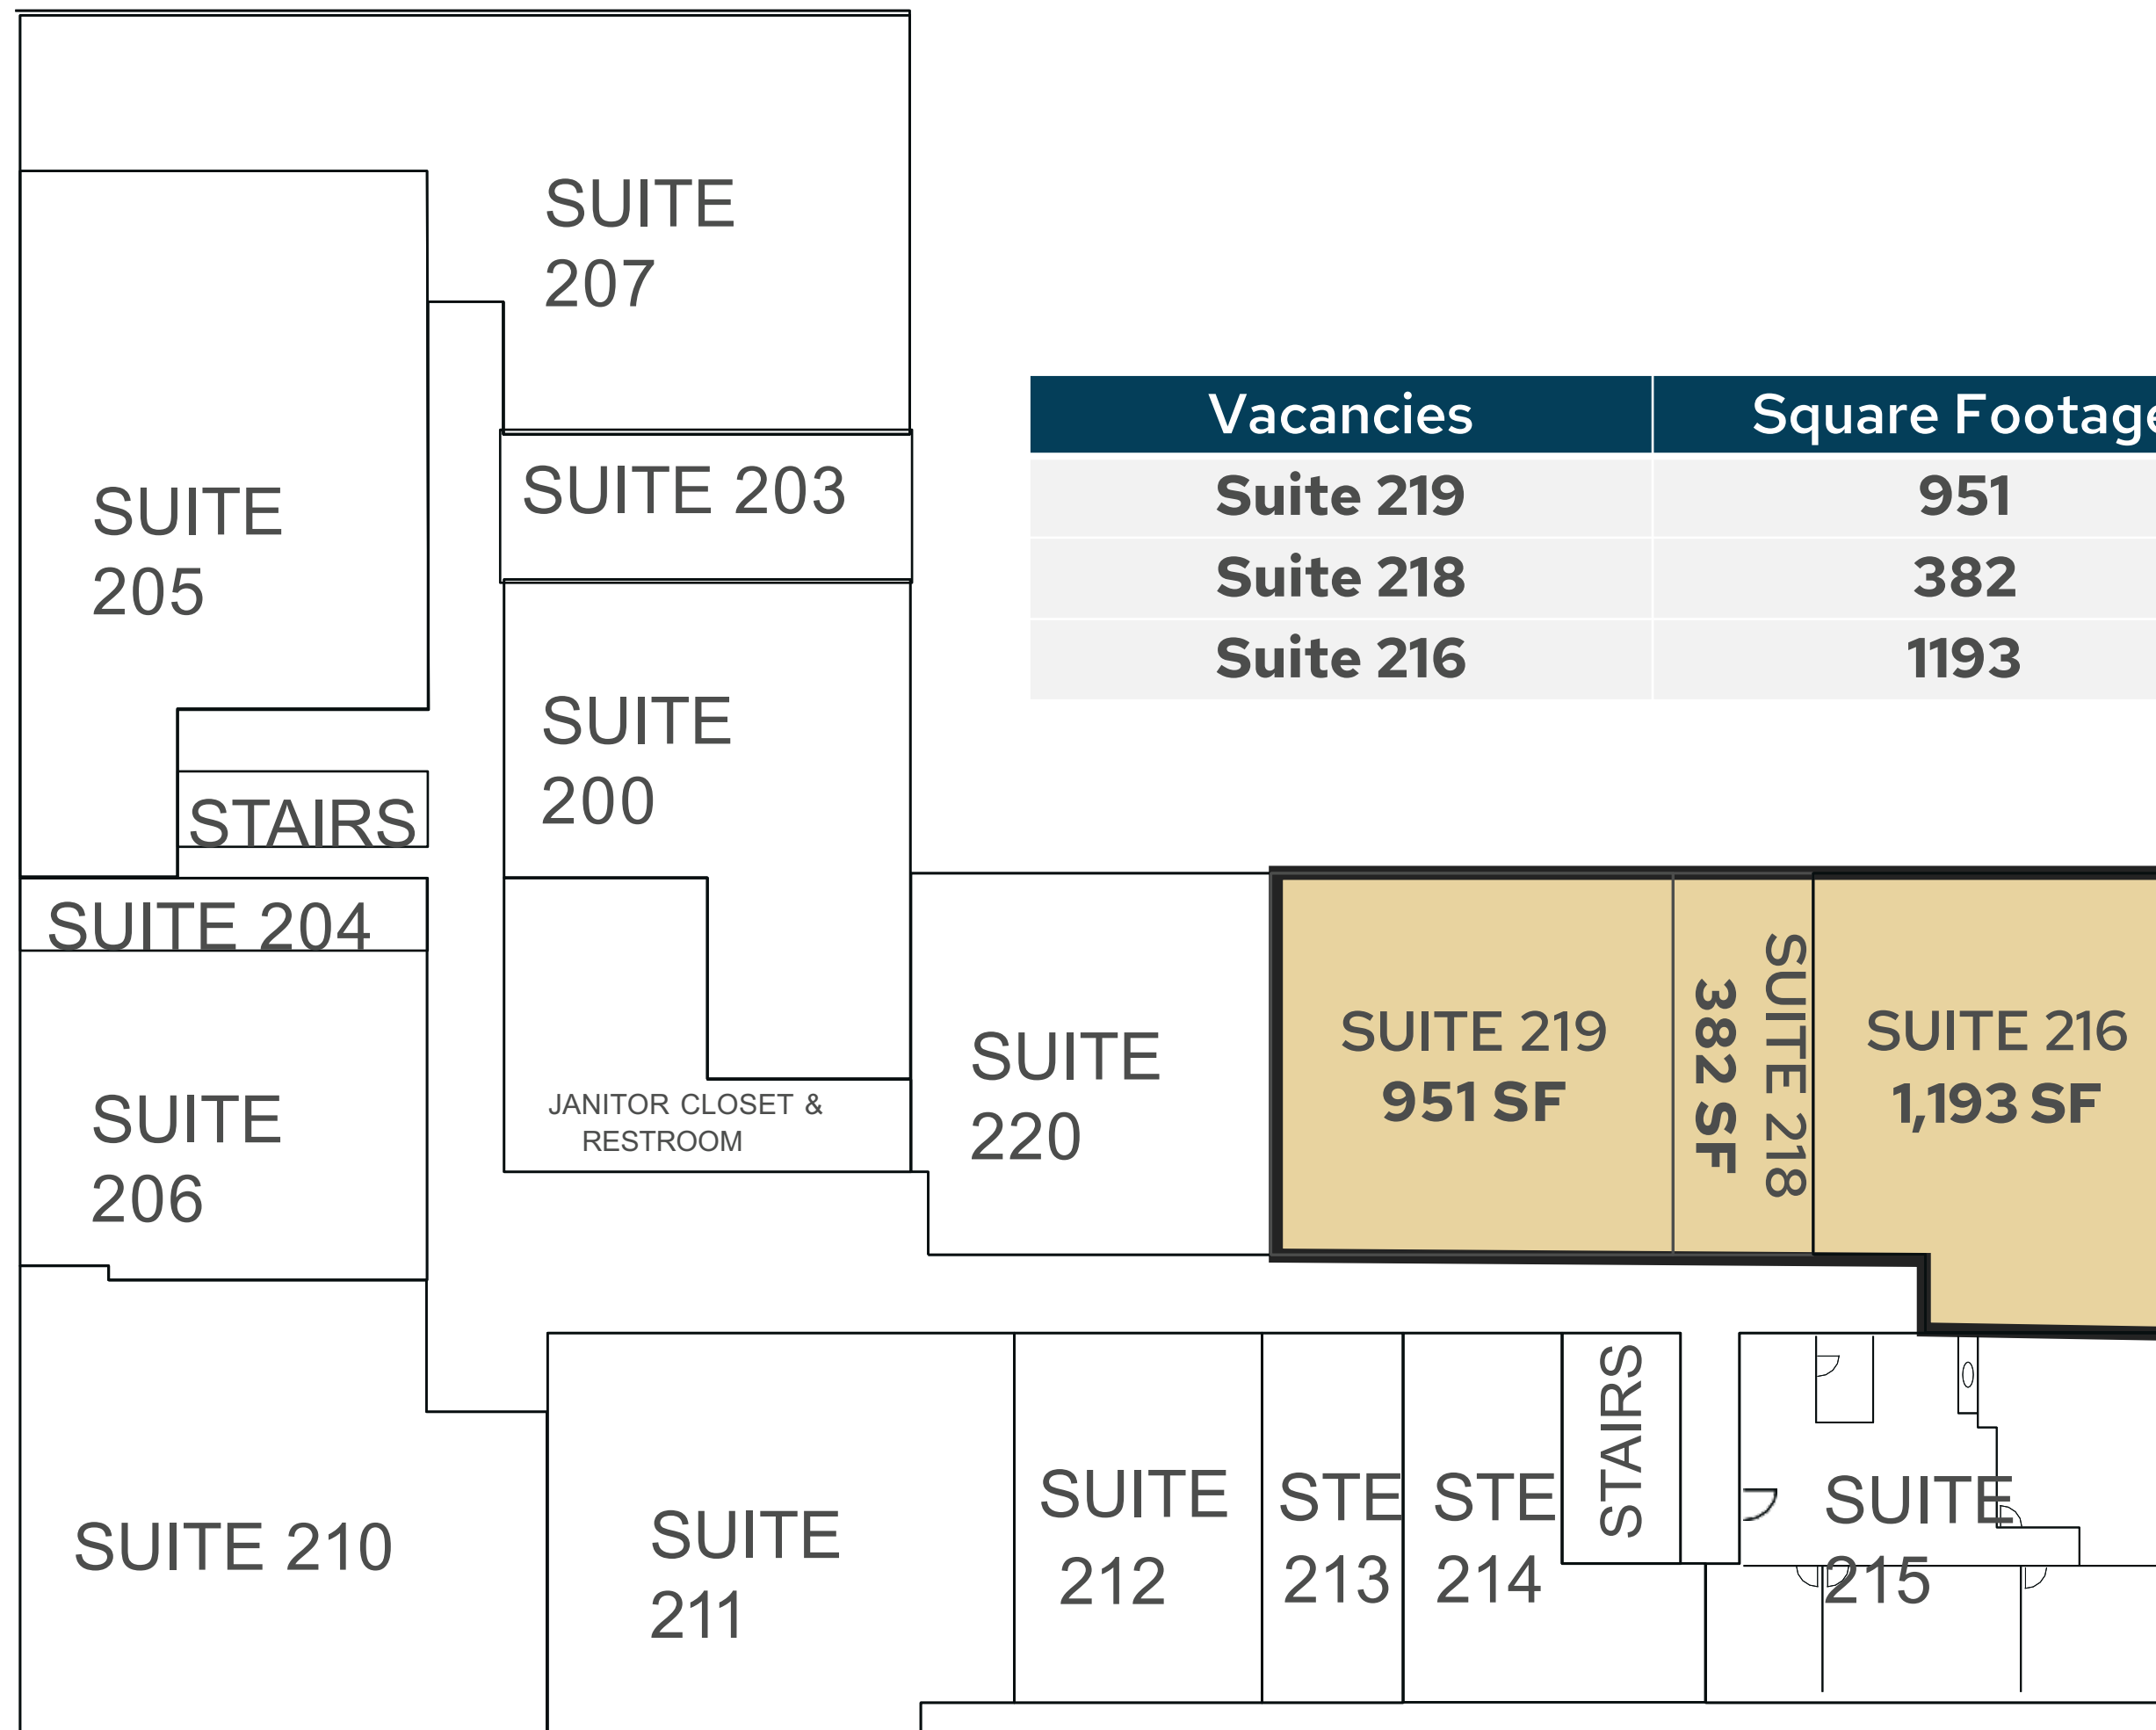 SUITE
207
Vacancies
Square Footage
Suite 219
951
Suite 218
382
Suite 216
1193
SUITE 203
SUITE
205
SUITE
200
STAIRS
SUITE 204
SUITE
206
JANITOR CLOSET &
RESTROOM
SUITE
220
SUITE 219
951 SF
SUITE 218
382 SF
SUITE 216
1,193 SF
SUITE 210
SUITE
211
SUITE
212
STE
213
STE
214
STAIRS
SUITE
215